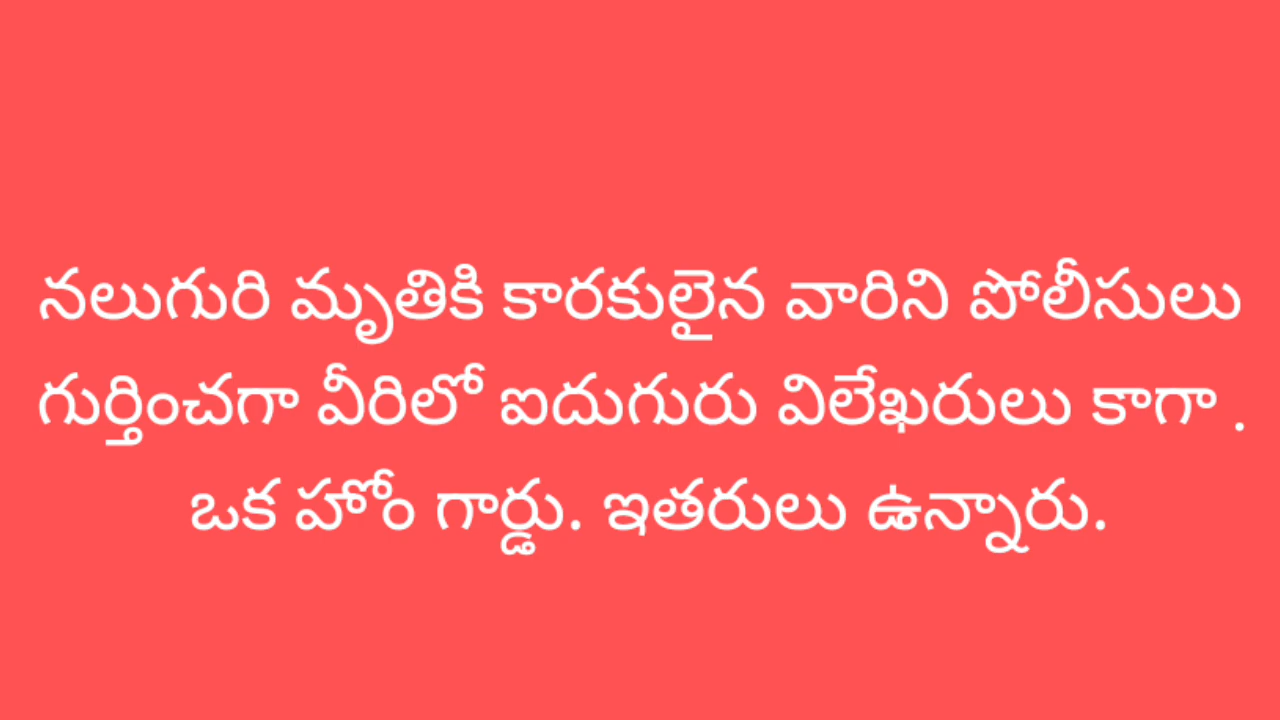 నలుగురి మృతికి కారకులైన వారిని పోలీసులు
గుర్తించగా వీరిలో ఐదుగురు విలేఖరులు కాగా .
ఒక హోం గార్డు. ఇతరులు ఉన్నారు.